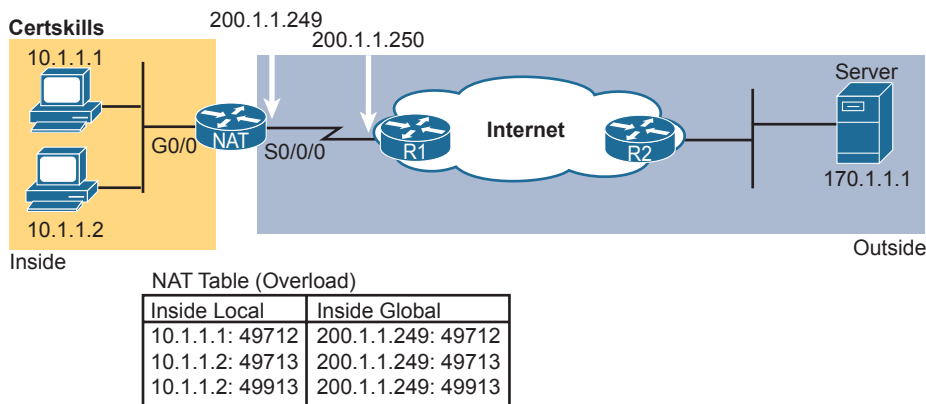 200.1.1.249
Certskills
200.1.1.250
10.1.1.1
Server
Internet
G0/0
NAT
S0/0/0
R1
R2
170.1.1.1
10.1.1.2
Inside
Outside
NAT Table (Overload)
Inside Local Inside Global
10.1.1.1: 49712 200.1.1.249: 49712
10.1.1.2: 49713 200.1.1.249: 49713
10.1.1.2: 49913 200.1.1.249: 49913